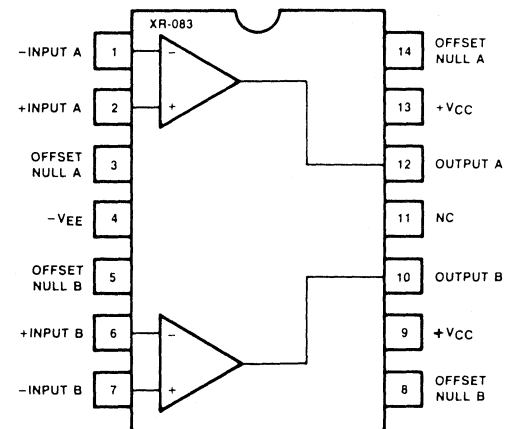 XR-083
-INPUT A
1
-
14
OFFSET
NULL A
+INPUT A
2
+
13
+VCC
OFFSET
NULL A
3
12
OUTPUT A
-VEE
4
11
NC
OFFSET
NULL B
5
10
OUTPUT B
+INPUT B
6
-
9
+VCC
-INPUT B
7
+
8
OFFSET
NULL B